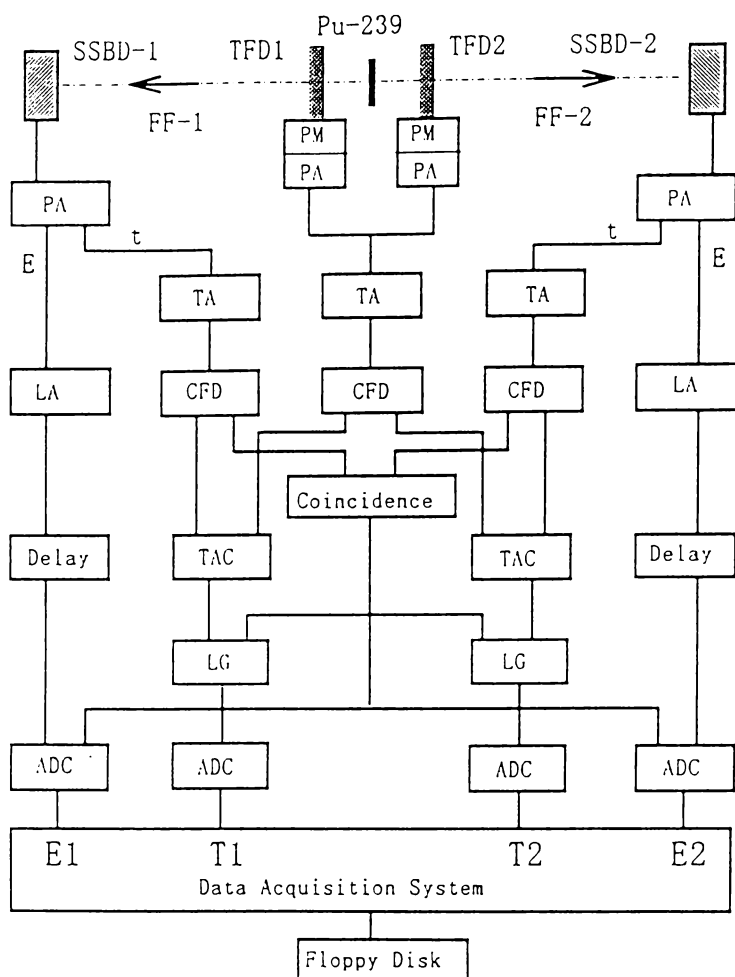 Pu-239
SSBD-1 TFD1 TFD2 SSBD-2
FF-1 FF-2
PM PM
PA PA
PA PA
t t
E E
TA TA TA
LA CFD CFD CFD LA
Coincidence
Delay TAC TAC Delay
LG LG
ADC ADC ADC ADC
E1 T1 T2 E2
Data Acquisition System
Floppy Disk